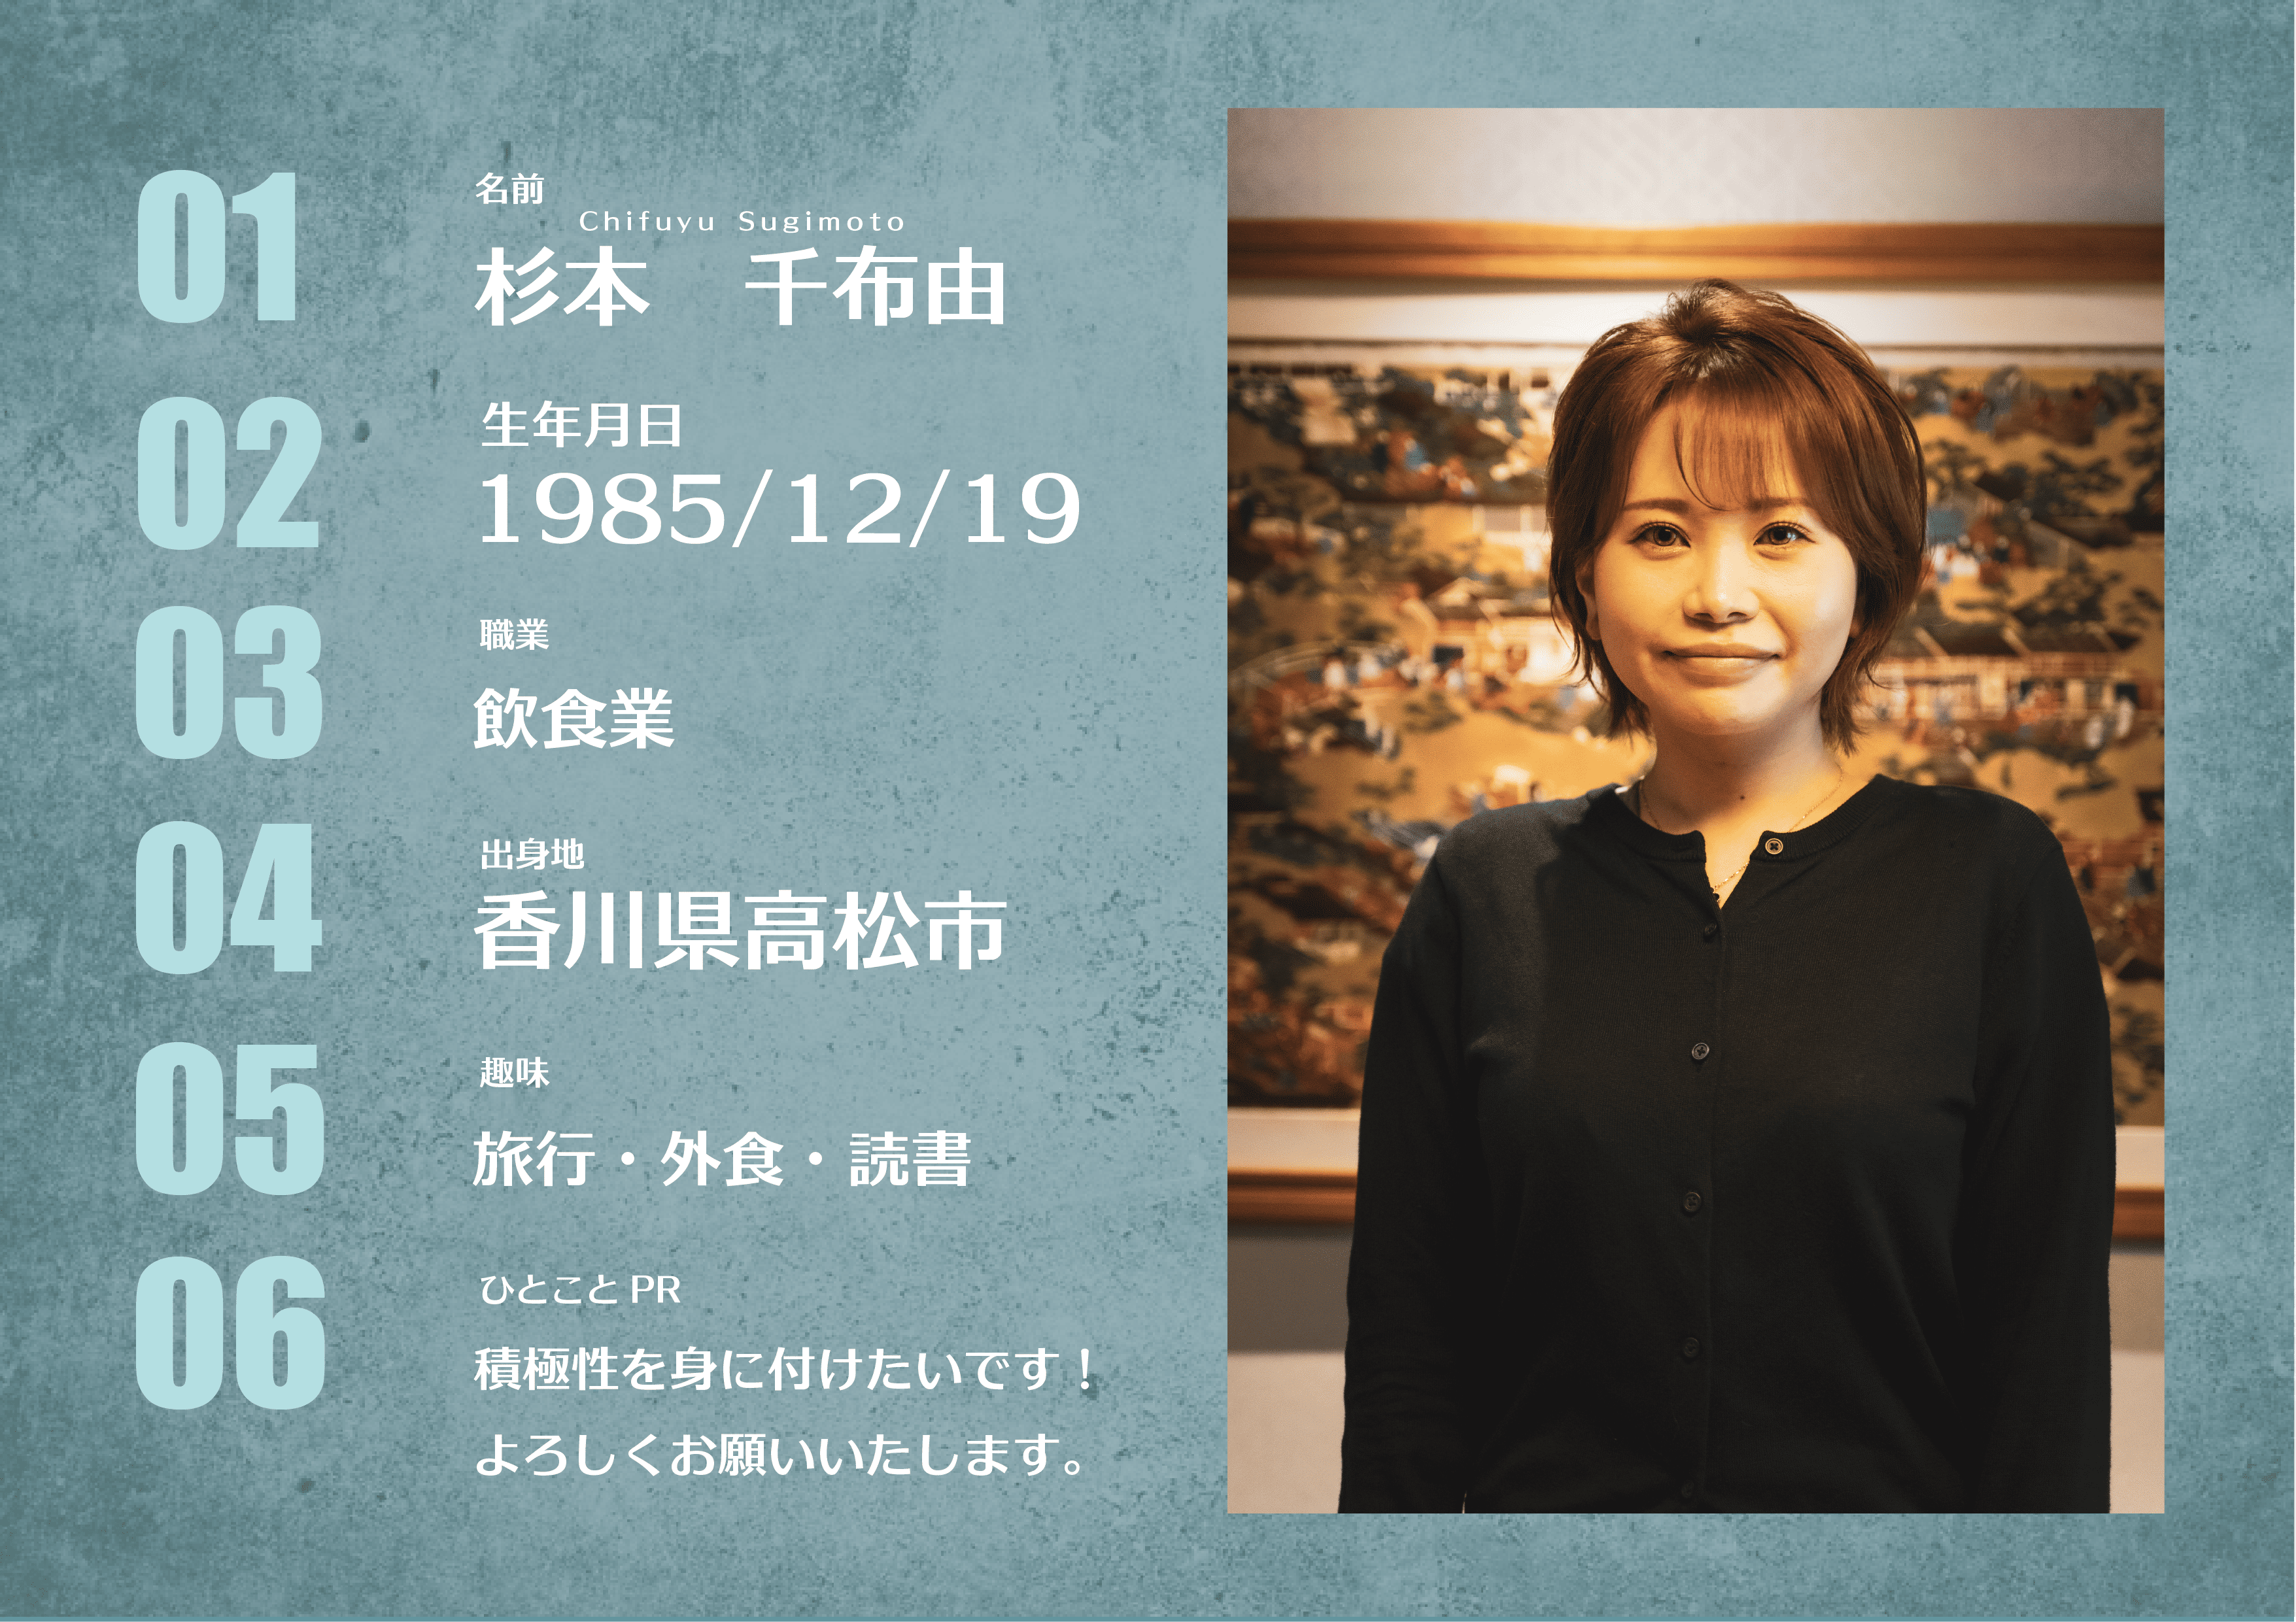 01
名前
Chifuyu Sugimoto
杉本　千布由
02
生年月日
1985/12/19
03
職業
飲食業
04
出身地
香川県高松市
05
趣味
旅行・外食・読書
06
ひとことPR
積極性を身に付けたいです！
よろしくお願いいたします。